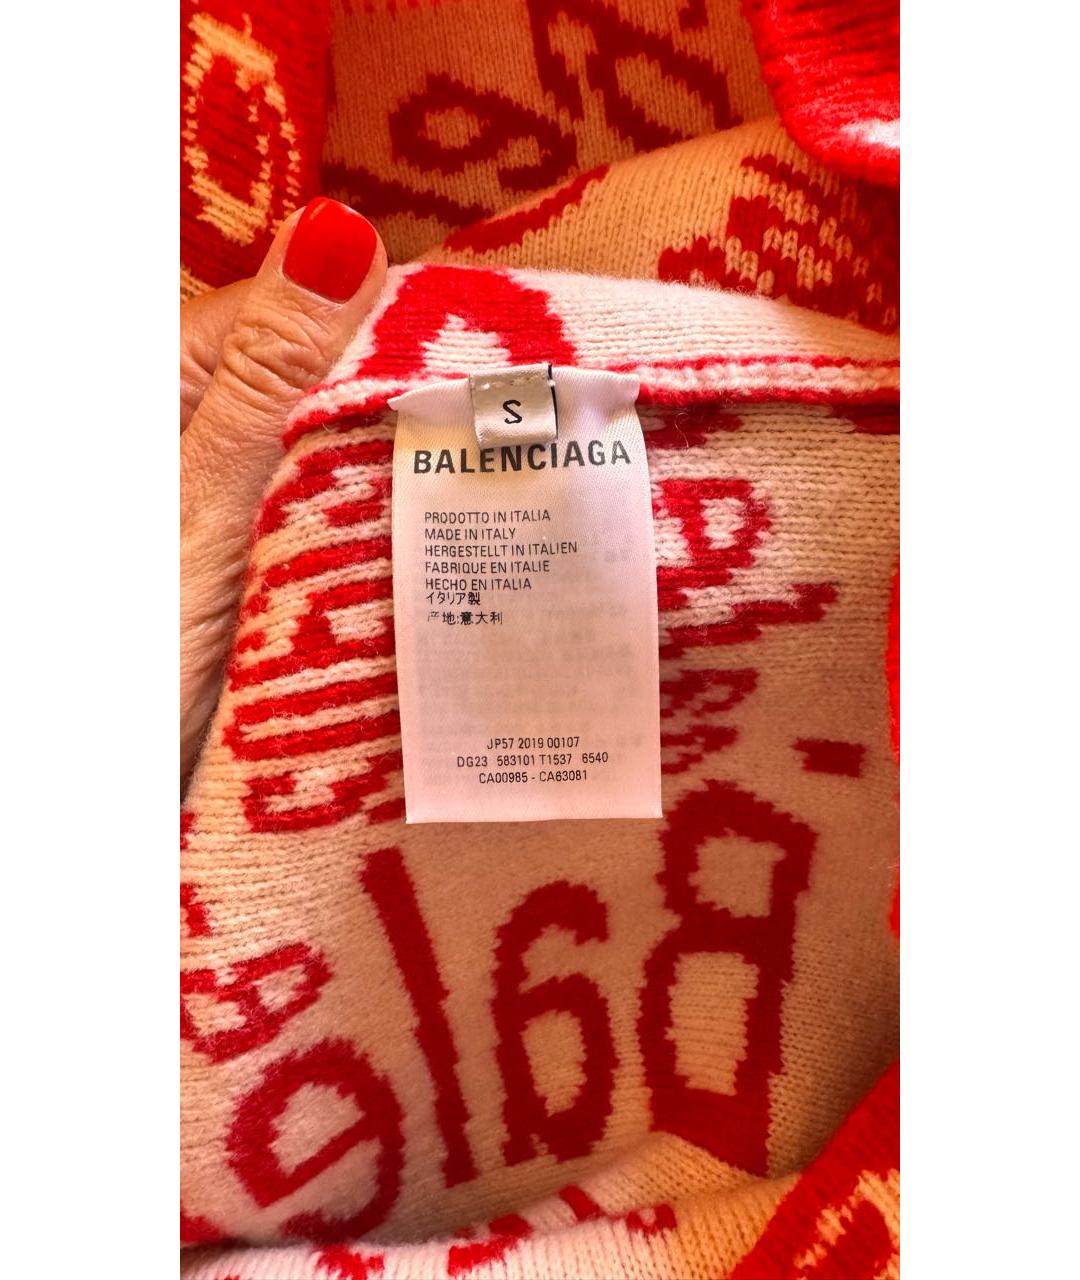 S
BALENCIAGA
PRODOTTO IN ITALIA
MADE IN ITALY
HERGESTELLT IN ITALIEN
FABRIQUE EN ITALIE
HECHO EN ITALIA
イタリア製
产地:意大利
JP57 2019 00107
DG23 583101 T1537 6540
CA00985 - CA63081